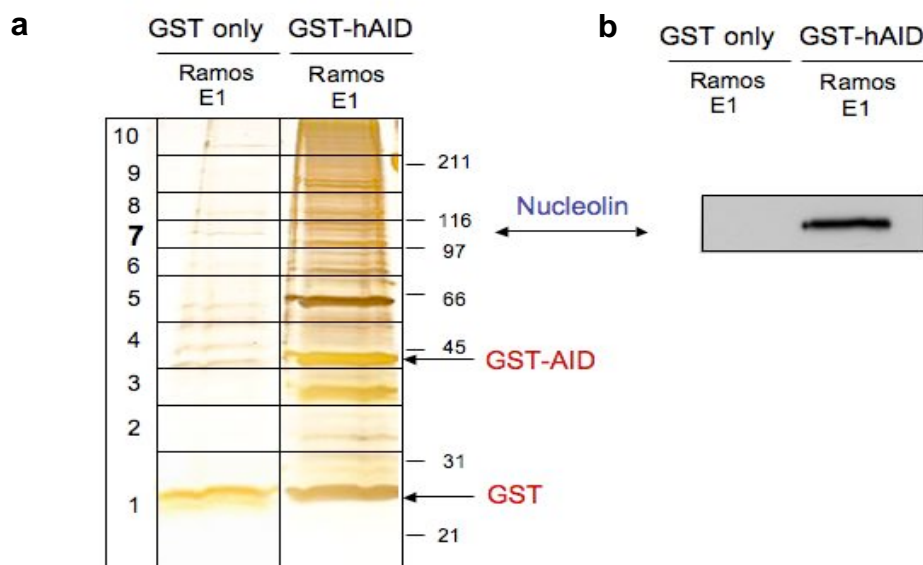 a
GST only GST-hAID
Ramos E1 Ramos E1
10
9
8
7
6
5
4
3
2
1
211
116
97
66
45
31
21
GST-AID
GST
Nucleolin
b
GST only GST-hAID
Ramos E1 Ramos E1